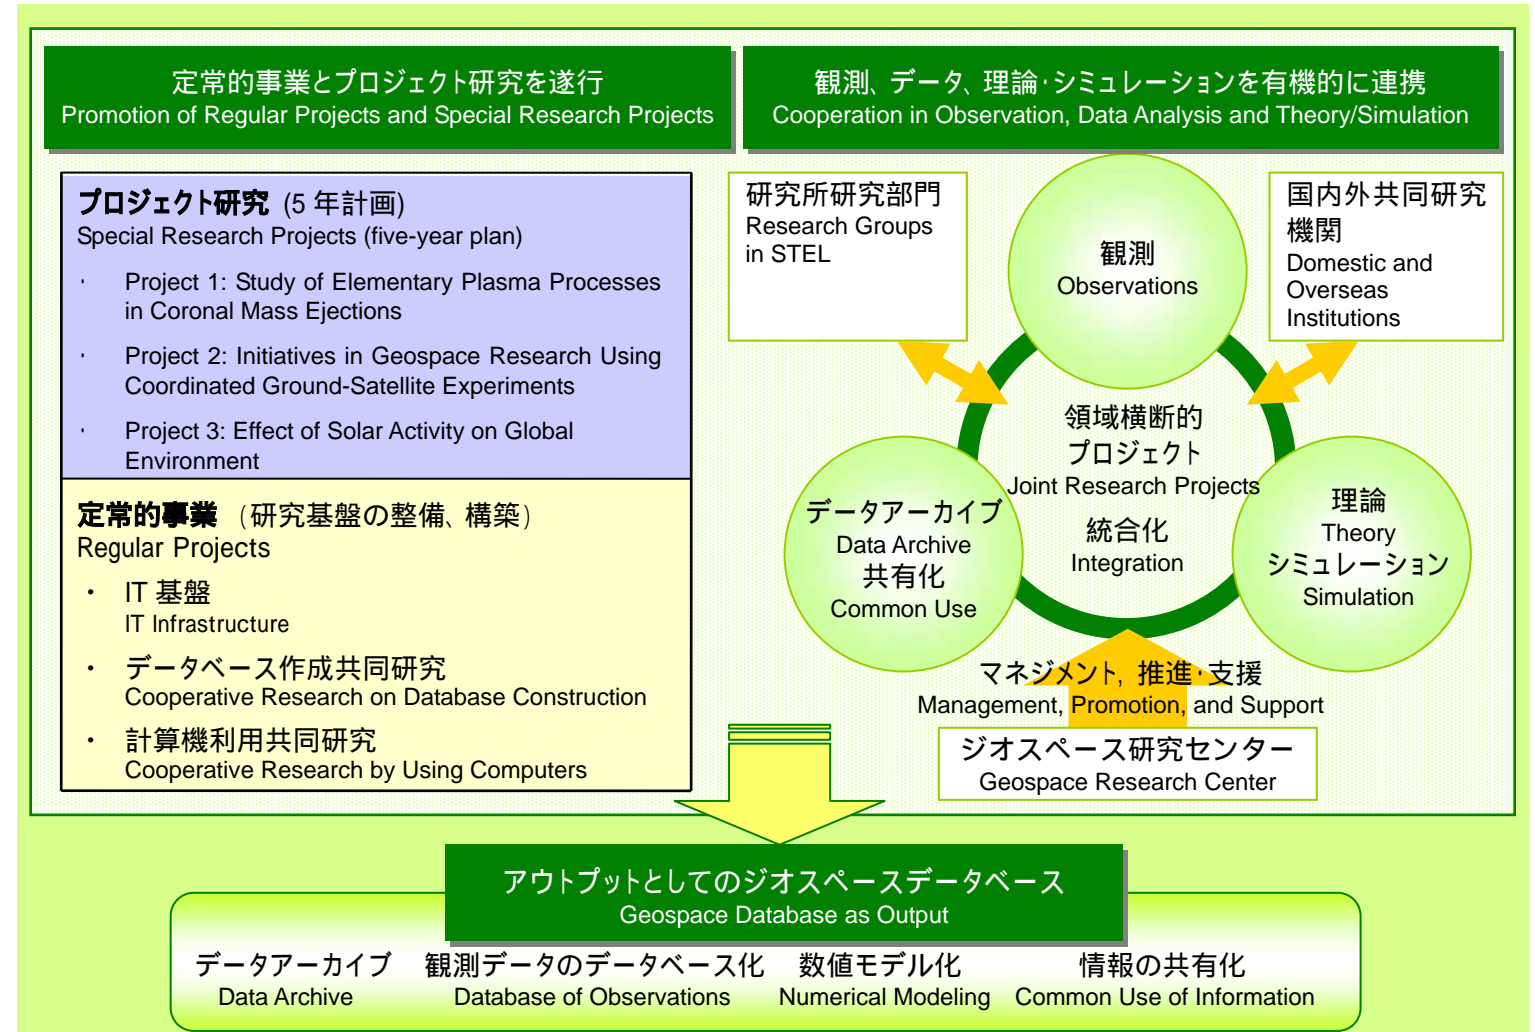 定常的事業とプロジェクト研究を遂行
Promotion of Regular Projects and Special Research Projects
観測、データ、理論・シミュレーションを有機的に連携
Cooperation in Observation, Data Analysis and Theory/Simulation
プロジェクト研究 (5 年計画)
Special Research Projects (five-year plan)
・ Project 1: Study of Elementary Plasma Processes
in Coronal Mass Ejections
・ Project 2: Initiatives in Geospace Research Using
Coordinated Ground-Satellite Experiments
・ Project 3: Effect of Solar Activity on Global
Environment
定常的事業 (研究基盤の整備、構築)
Regular Projects
・ IT 基盤
IT Infrastructure
・ データベース作成共同研究
Cooperative Research on Database Construction
・ 計算機利用共同研究
Cooperative Research by Using Computers
研究所研究部門
Research Groups
in STEL
観測
Observations
国内外共同研究
機関
Domestic and
Overseas
Institutions
領域横断的
プロジェクト
Joint Research Projects
統合化
Integration
データアーカイブ
Data Archive
共有化
Common Use
理論
Theory
シミュレーション
Simulation
マネジメント, 推進・支援
Management, Promotion, and Support
ジオスペース研究センター
Geospace Research Center
アウトプットとしてのジオスペースデータベース
Geospace Database as Output
データアーカイブ
Data Archive
観測データのデータベース化
Database of Observations
数値モデル化
Numerical Modeling
情報の共有化
Common Use of Information